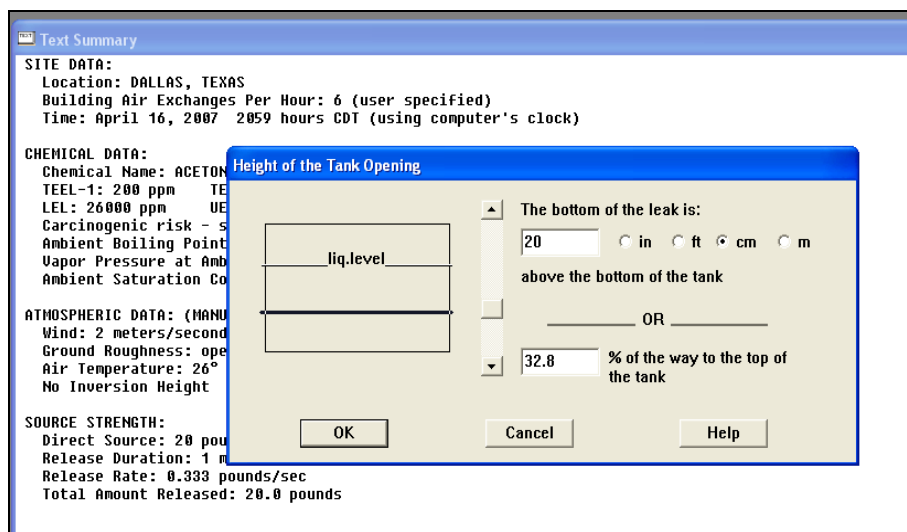 TEXT
Text Summary
SITE DATA:
Location: DALLAS, TEXAS
Building Air Exchanges Per Hour: 6 (user specified)
Time: April 16, 2007 2059 hours CDT (using computer's clock)
CHEMICAL DATA:
Chemical Name: ACETON
TEEL-1: 200 ppm TE
LEL: 26000 ppm UE
Carcinogenic risk - s
Ambient Boiling Point
Vapor Pressure at Amb
Ambient Saturation Co
ATMOSPHERIC DATA: (MANU
Wind: 2 meters/second
Ground Roughness: ope
Air Temperature: 26°
No Inversion Height
SOURCE STRENGTH:
Direct Source: 20 pou
Release Duration: 1 m
Release Rate: 0.333 pounds/sec
Total Amount Released: 20.0 pounds
Height of the Tank Opening
liq.level
The bottom of the leak is:
20 in ft cm m
above the bottom of the tank
OR
32.8 % of the way to the top of
the tank
OK Cancel Help